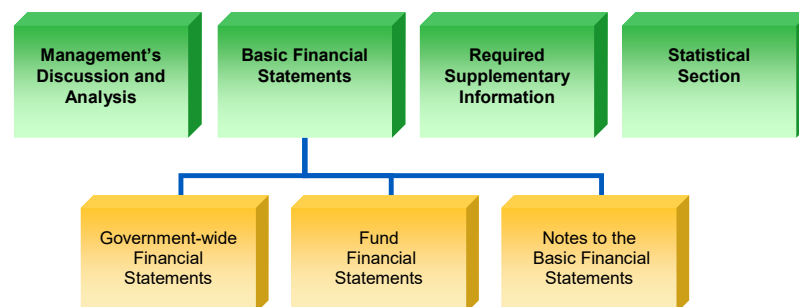 Management’s
Discussion and
Analysis
Basic Financial
Statements
Required
Supplementary
Information
Statistical
Section
Government-wide
Financial
Statements
Fund
Financial
Statements
Notes to the
Basic Financial
Statements